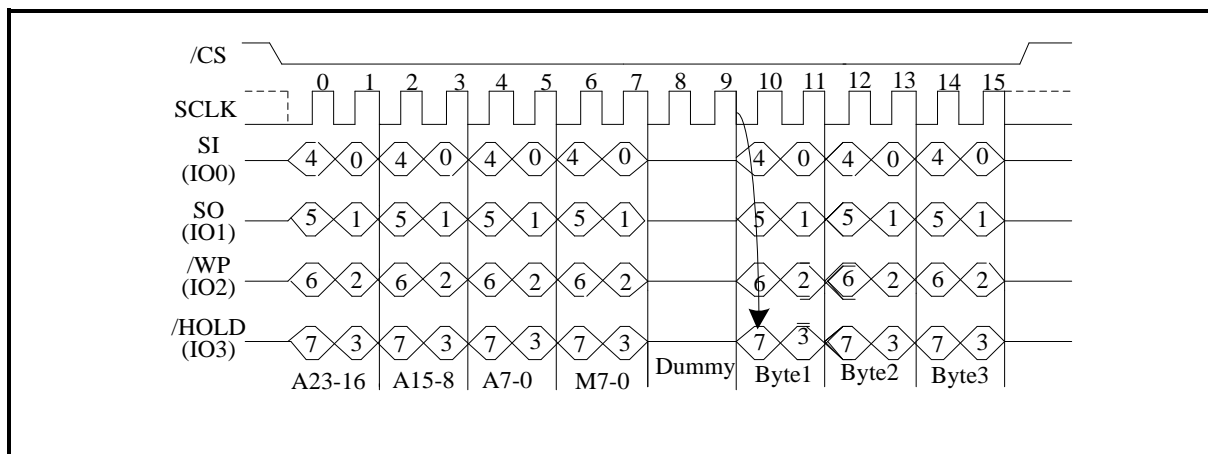 /CS
0 1 2 3 4 5 6 7 8 9 10 11 12 13 14 15
SCLK
SI
(IO0)
4 0 4 0 4 0 4 0 4 0 4 0 4 0
SO
(IO1)
5 1 5 1 5 1 5 1 5 1 5 1 5 1
/WP
(IO2)
6 2 6 2 6 2 6 2 6 2 6 2 6 2
/HOLD
(IO3)
7 3 7 3 7 3 7 3 7 3 7 3 7 3
A23-16 A15-8 A7-0 M7-0 Dummy Byte1 Byte2 Byte3